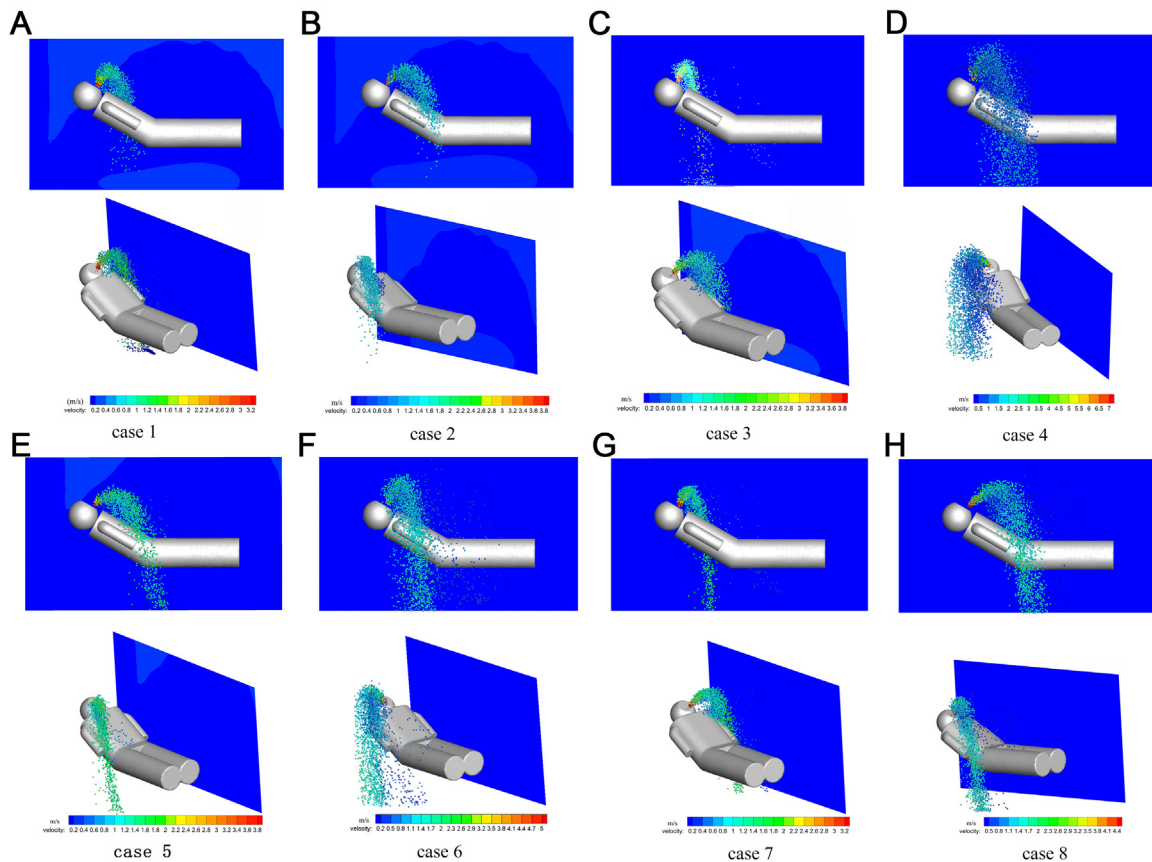 A
B
C
D
(m/s)
velocity: 0.2 0.4 0.6 0.8 1 1.2 1.4 1.6 1.8 2 2.2 2.4 2.6 2.8 3 3.2
case 1
m/s
velocity: 0.2 0.4 0.6 0.8 1 1.2 1.4 1.6 1.8 2 2.2 2.4 2.6 2.8 3 3.2 3.4 3.8
case 2
m/s
velocity: 0.2 0.4 0.6 0.8 1 1.2 1.4 1.6 1.8 2 2.2 2.4 2.6 2.8 3 3.2 3.4 3.8
case 3
m/s
velocity: 0.5 1 1.5 2 2.5 3 3.5 4 4.5 5 5.5 6 6.5 7
case 4
E
F
G
H
m/s
velocity: 0.2 0.4 0.6 0.8 1 1.2 1.4 1.6 1.8 2 2.2 2.4 2.6 2.8 3 3.2 3.4 3.8
case 5
m/s
velocity: 0.2 0.5 0.8 1.1 1.4 1.7 2 2.3 2.6 2.9 3.2 3.5 3.8 4.1 4.4 4.7 5
case 6
m/s
velocity: 0.2 0.4 0.6 0.8 1 1.2 1.4 1.6 1.8 2 2.2 2.4 2.6 2.8 3 3.2
case 7
m/s
velocity: 0.5 0.8 1.1 1.4 1.7 2 2.3 2.6 2.9 3.2 3.5 3.8 4.1 4.4
case 8